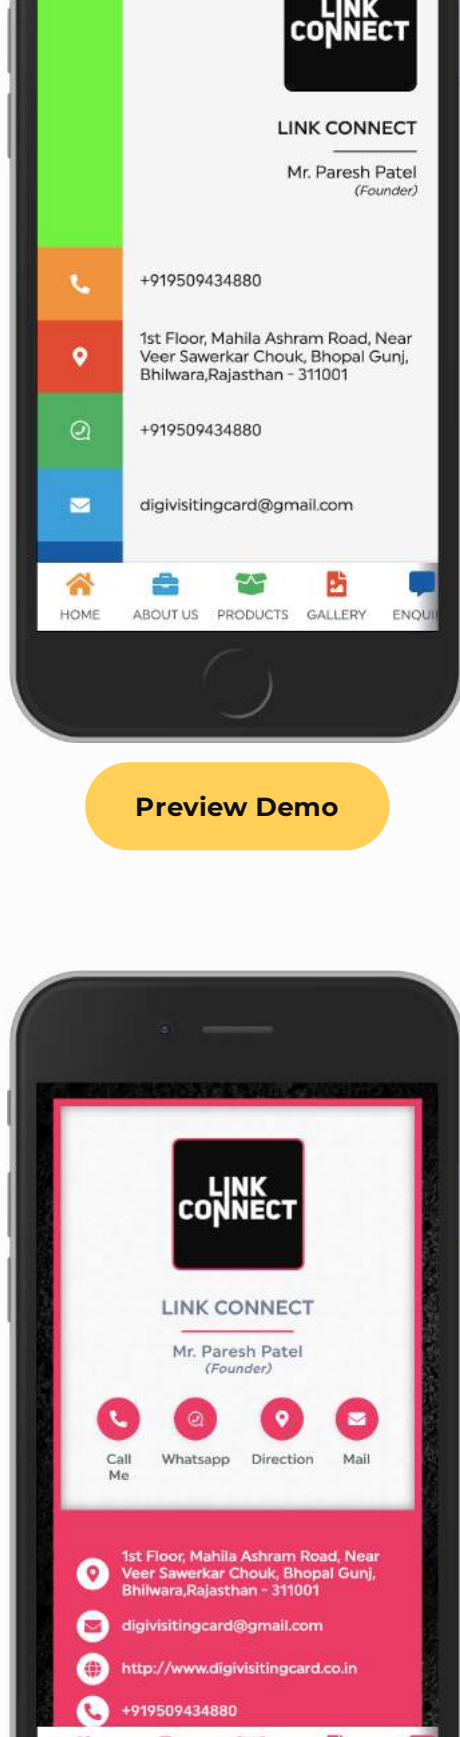 LINK
CONNECT
LINK CONNECT
Mr. Paresh Patel
(Founder)
+919509434880
1st Floor, Mahila Ashram Road, Near
Veer Sawerkar Chouk, Bhopal Gunj,
Bhilwara,Rajasthan - 311001
+919509434880
digivisitingcard@gmail.com
HOME ABOUT US PRODUCTS GALLERY ENQUI
Preview Demo
LINK
CONNECT
LINK CONNECT
Mr. Paresh Patel
(Founder)
Call Whatsapp Direction Mail
Me
1st Floor, Mahila Ashram Road, Near
Veer Sawerkar Chouk, Bhopal Gunj,
Bhilwara,Rajasthan - 311001
digivisitingcard@gmail.com
http://www.digivisitingcard.co.in
+919509434880